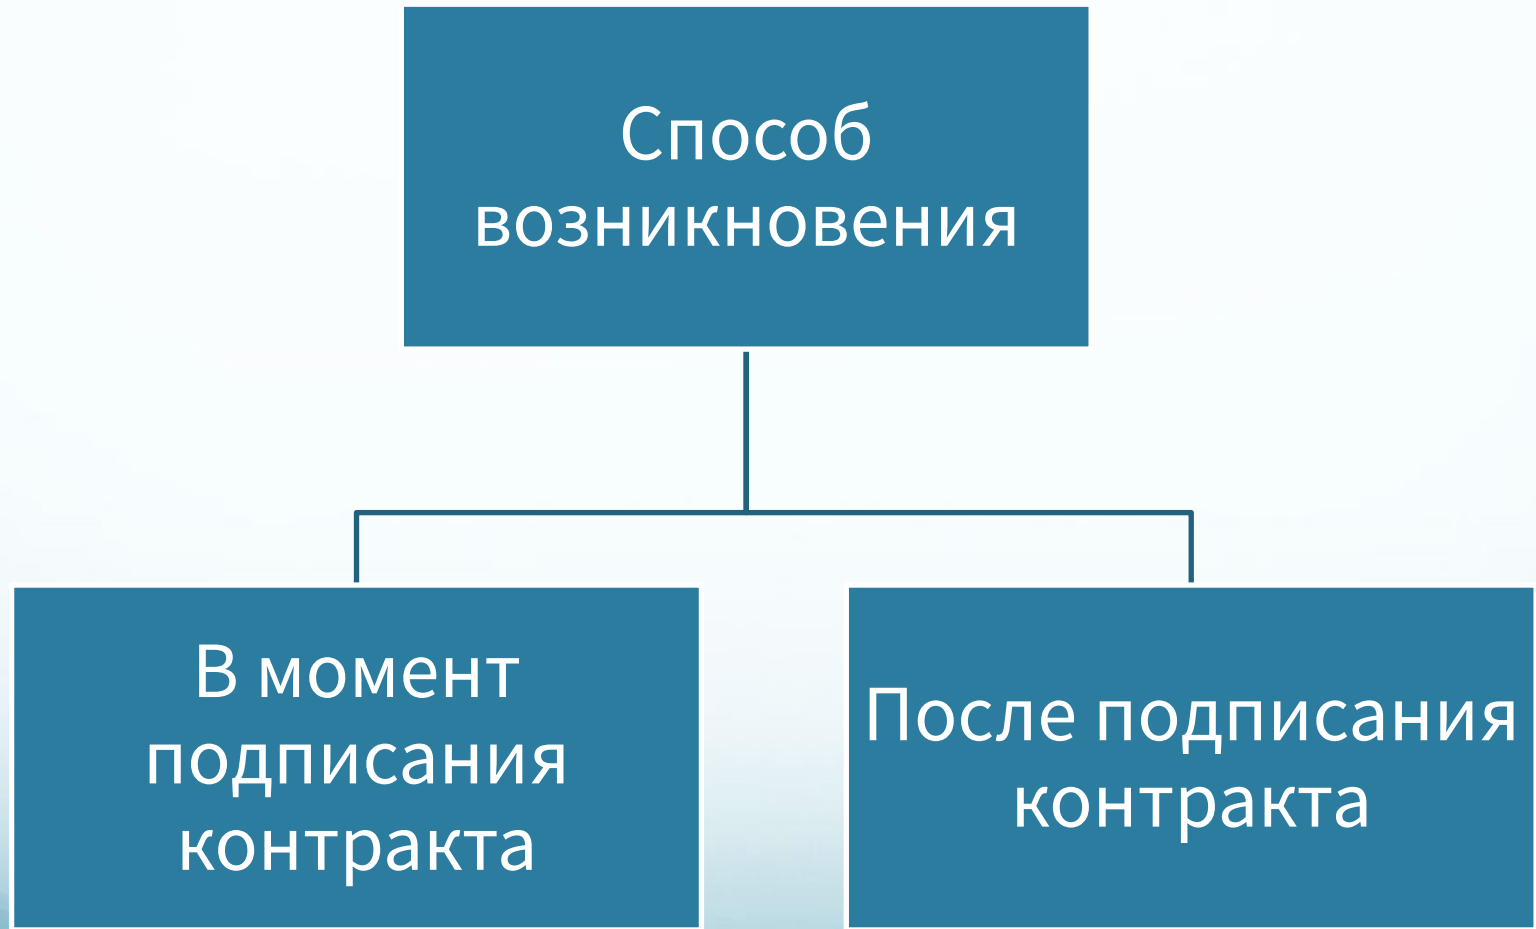 Способ
возникновения
В момент
подписания
контракта
После подписания
контракта